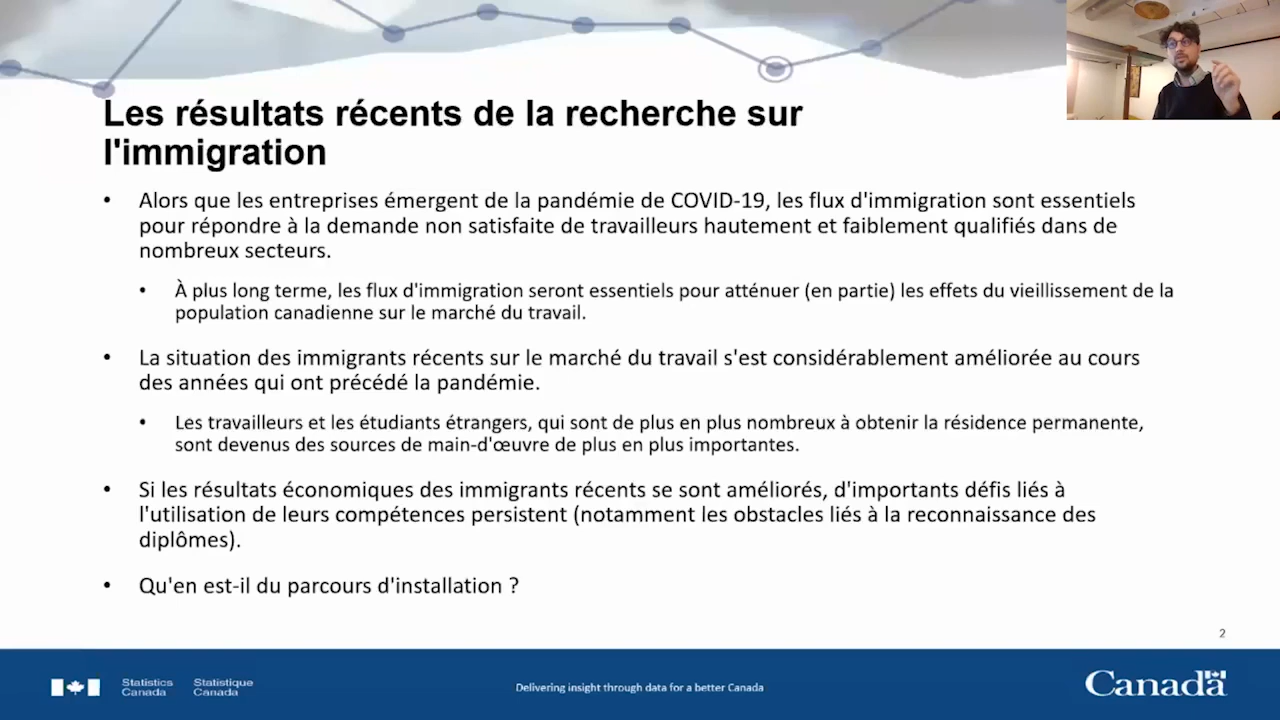 Les résultats récents de la recherche sur
l'immigration
• Alors que les entreprises émergent de la pandémie de COVID-19, les flux d'immigration sont essentiels
pour répondre à la demande non satisfaite de travailleurs hautement et faiblement qualifiés dans de
nombreux secteurs.
• À plus long terme, les flux d'immigration seront essentiels pour atténuer (en partie) les effets du vieillissement de la
population canadienne sur le marché du travail.
• La situation des immigrants récents sur le marché du travail s'est considérablement améliorée au cours
des années qui ont précédé la pandémie.
• Les travailleurs et les étudiants étrangers, qui sont de plus en plus nombreux à obtenir la résidence permanente,
sont devenus des sources de main-d'œuvre de plus en plus importantes.
• Si les résultats économiques des immigrants récents se sont améliorés, d'importants défis liés à
l'utilisation de leurs compétences persistent (notamment les obstacles liés à la reconnaissance des
diplômes).
• Qu'en est-il du parcours d'installation ?
2
Statistics Canada
Statistique Canada
Delivering insight through data for a better Canada
Canada